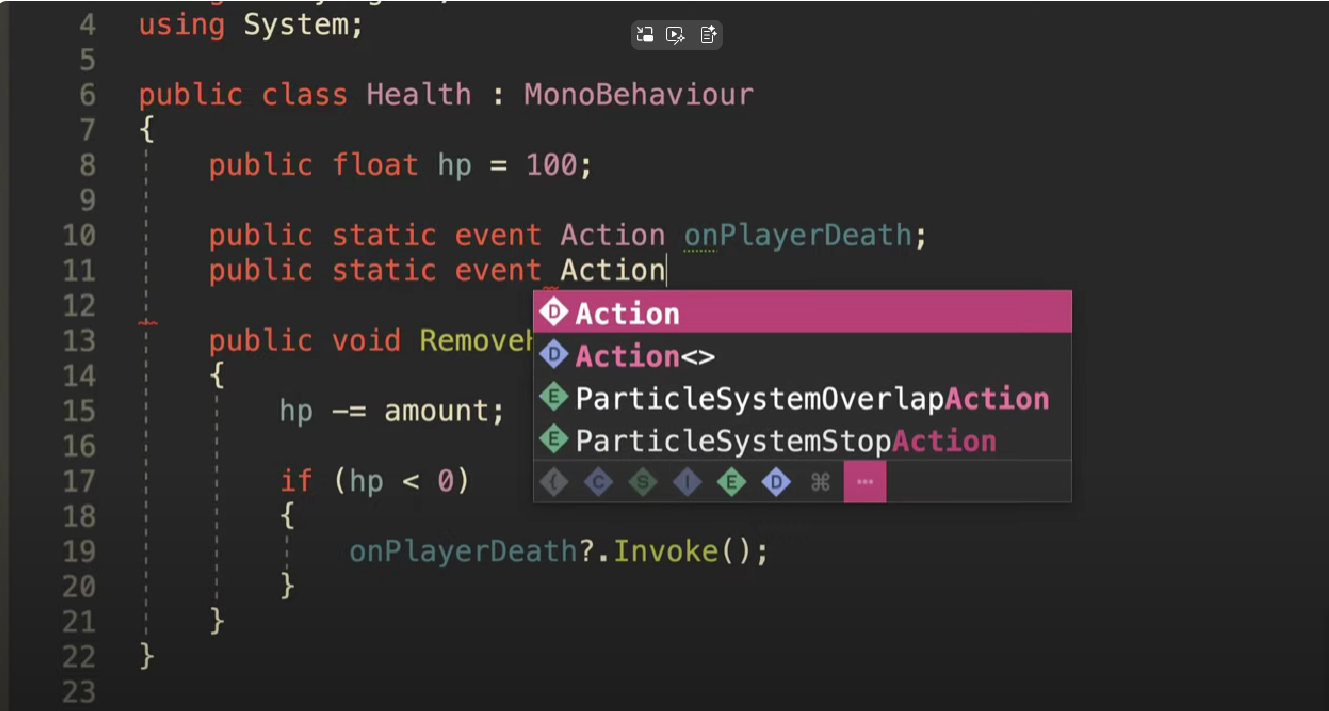 4 using System;
5
6 public class Health : MonoBehaviour
7 {
8 public float hp = 100;
9
10 public static event Action onPlayerDeath;
11 public static event Action
12
13 public void Remove
14 {
15 hp -= amount;
16
17 if (hp < 0)
18 {
19 onPlayerDeath?.Invoke();
20 }
21 }
22 }
23
D Action
D Action<>
E ParticleSystemOverlapAction
E ParticleSystemStopAction
{ C S I E D ⌘ ...